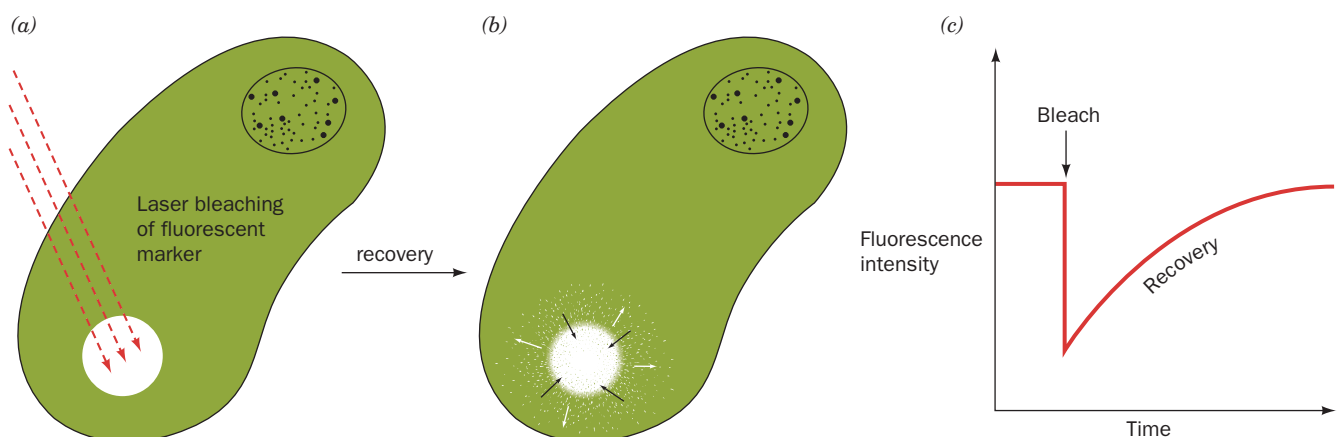 (a)
Laser bleaching
of fluorescent
marker
recovery
(b)
(c)
Bleach
Fluorescence
intensity
Recovery
Time